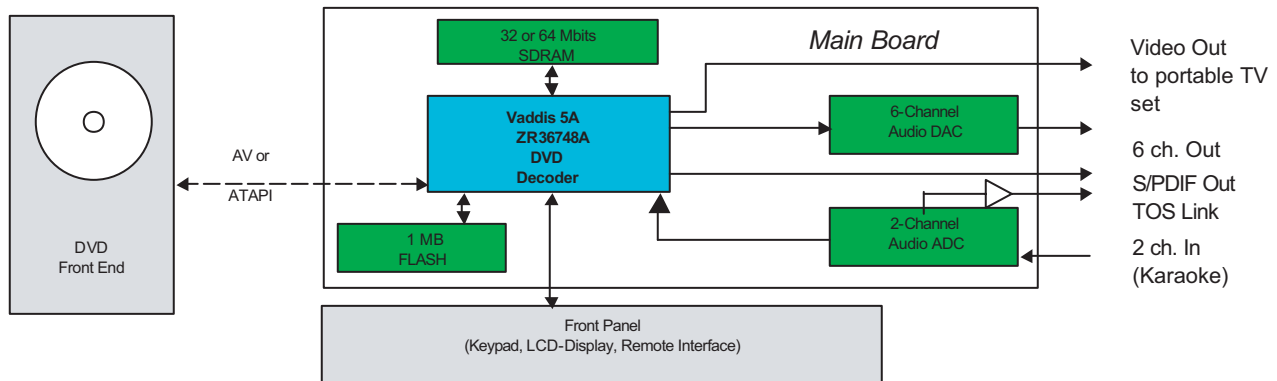 32 or 64 Mbits
SDRAM
Main Board
Video Out
to portable TV
set
Vaddis 5A
ZR36748A
DVD
Decoder
6-Channel
Audio DAC
6 ch. Out
AV or
ATAPI
S/PDIF Out
TOS Link
2-Channel
Audio ADC
2 ch. In
(Karaoke)
1 MB
FLASH
DVD
Front End
Front Panel
(Keypad, LCD-Display, Remote Interface)